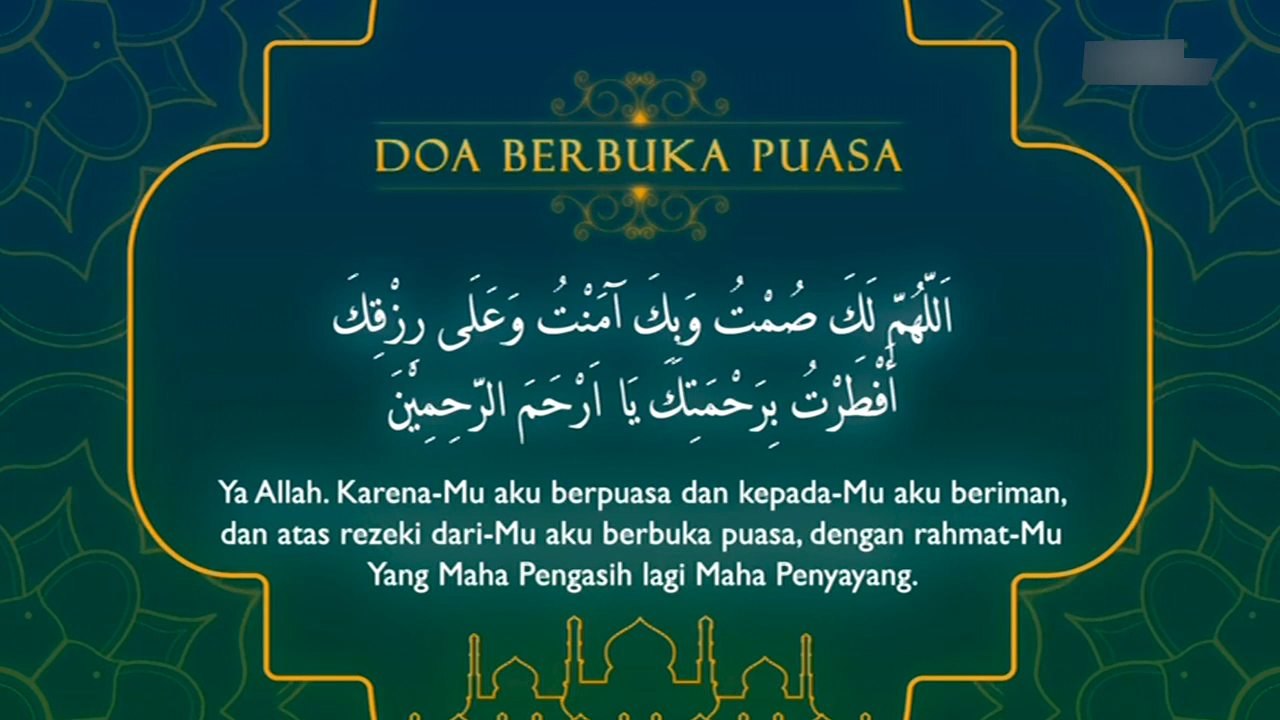 DOA BERBUKA PUASA
اَللّٰهُمَّ لَكَ صُمْتُ وَبِكَ آمَنْتُ وَعَلَى رِزْقِكَ
أَفْطَرْتُ بِرَحْمَتِكَ يَا اَرْحَمَ الرَّحِمِيْنَ
Ya Allah. Karena-Mu aku berpuasa dan kepada-Mu aku beriman,
dan atas rezeki dari-Mu aku berbuka puasa, dengan rahmat-Mu
Yang Maha Pengasih lagi Maha Penyayang.